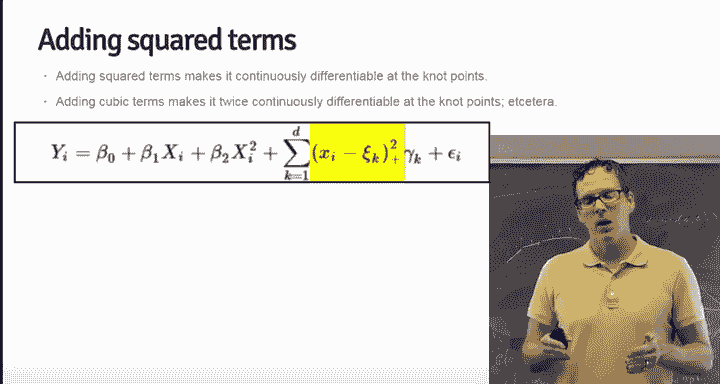 Adding squared terms
· Adding squared terms makes it continuously differentiable at the knot points.
· Adding cubic terms makes it twice continuously differentiable at the knot points; etcetera.
Y_i = β_0 + β_1 X_i + β_2 X_i^2 + ∑_{k=1}^{d} (x_i − ξ_k)_+^2 γ_k + ϵ_i